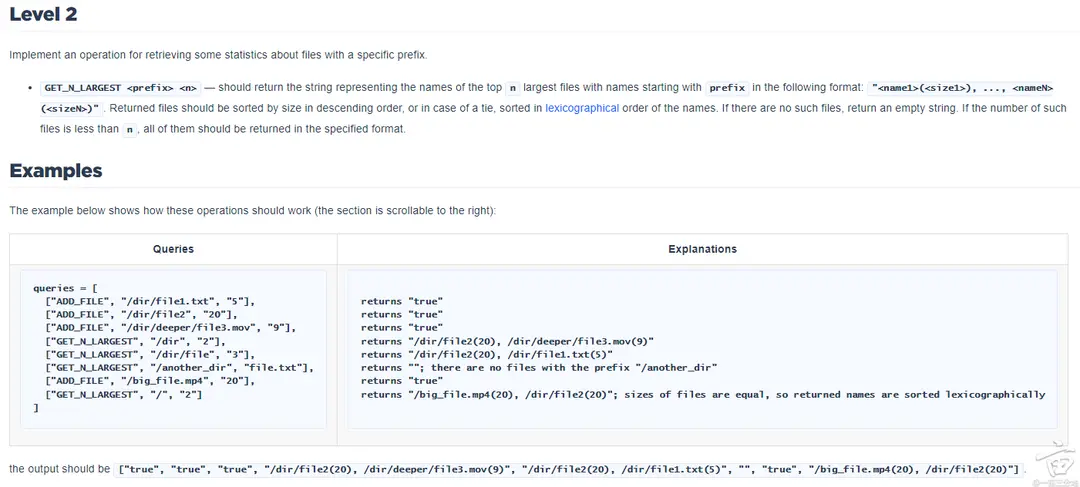 Level 2
Implement an operation for retrieving some statistics about files with a specific prefix.
• GET_N_LARGEST <prefix> <n> — should return the string representing the names of the top n largest files with names starting with prefix in the following format: "<name1>(<size1>), ..., <nameN>
(<sizeN>)" . Returned files should be sorted by size in descending order, or in case of a tie, sorted in lexicographical order of the names. If there are no such files, return an empty string. If the number of such
files is less than n , all of them should be returned in the specified format.
Examples
The example below shows how these operations should work (the section is scrollable to the right):
Queries
Explanations
queries = [
["ADD_FILE", "/dir/file1.txt", "5"],
["ADD_FILE", "/dir/file2", "20"],
["ADD_FILE", "/dir/deeper/file3.mov", "9"],
["GET_N_LARGEST", "/dir", "2"],
["GET_N_LARGEST", "/dir/file", "3"],
["GET_N_LARGEST", "/another_dir", "file.txt"],
["ADD_FILE", "/big_file.mp4", "20"],
["GET_N_LARGEST", "/", "2"]
]
returns "true"
returns "true"
returns "true"
returns "/dir/file2(20), /dir/deeper/file3.mov(9)"
returns "/dir/file2(20), /dir/file1.txt(5)"
returns ""; there are no files with the prefix "/another_dir"
returns "true"
returns "/big_file.mp4(20), /dir/file2(20)"; sizes of files are equal, so returned names are sorted lexicographically
the output should be ["true", "true", "true", "/dir/file2(20), /dir/deeper/file3.mov(9)", "/dir/file2(20), /dir/file1.txt(5)", "", "true", "/big_file.mp4(20), /dir/file2(20)"] .